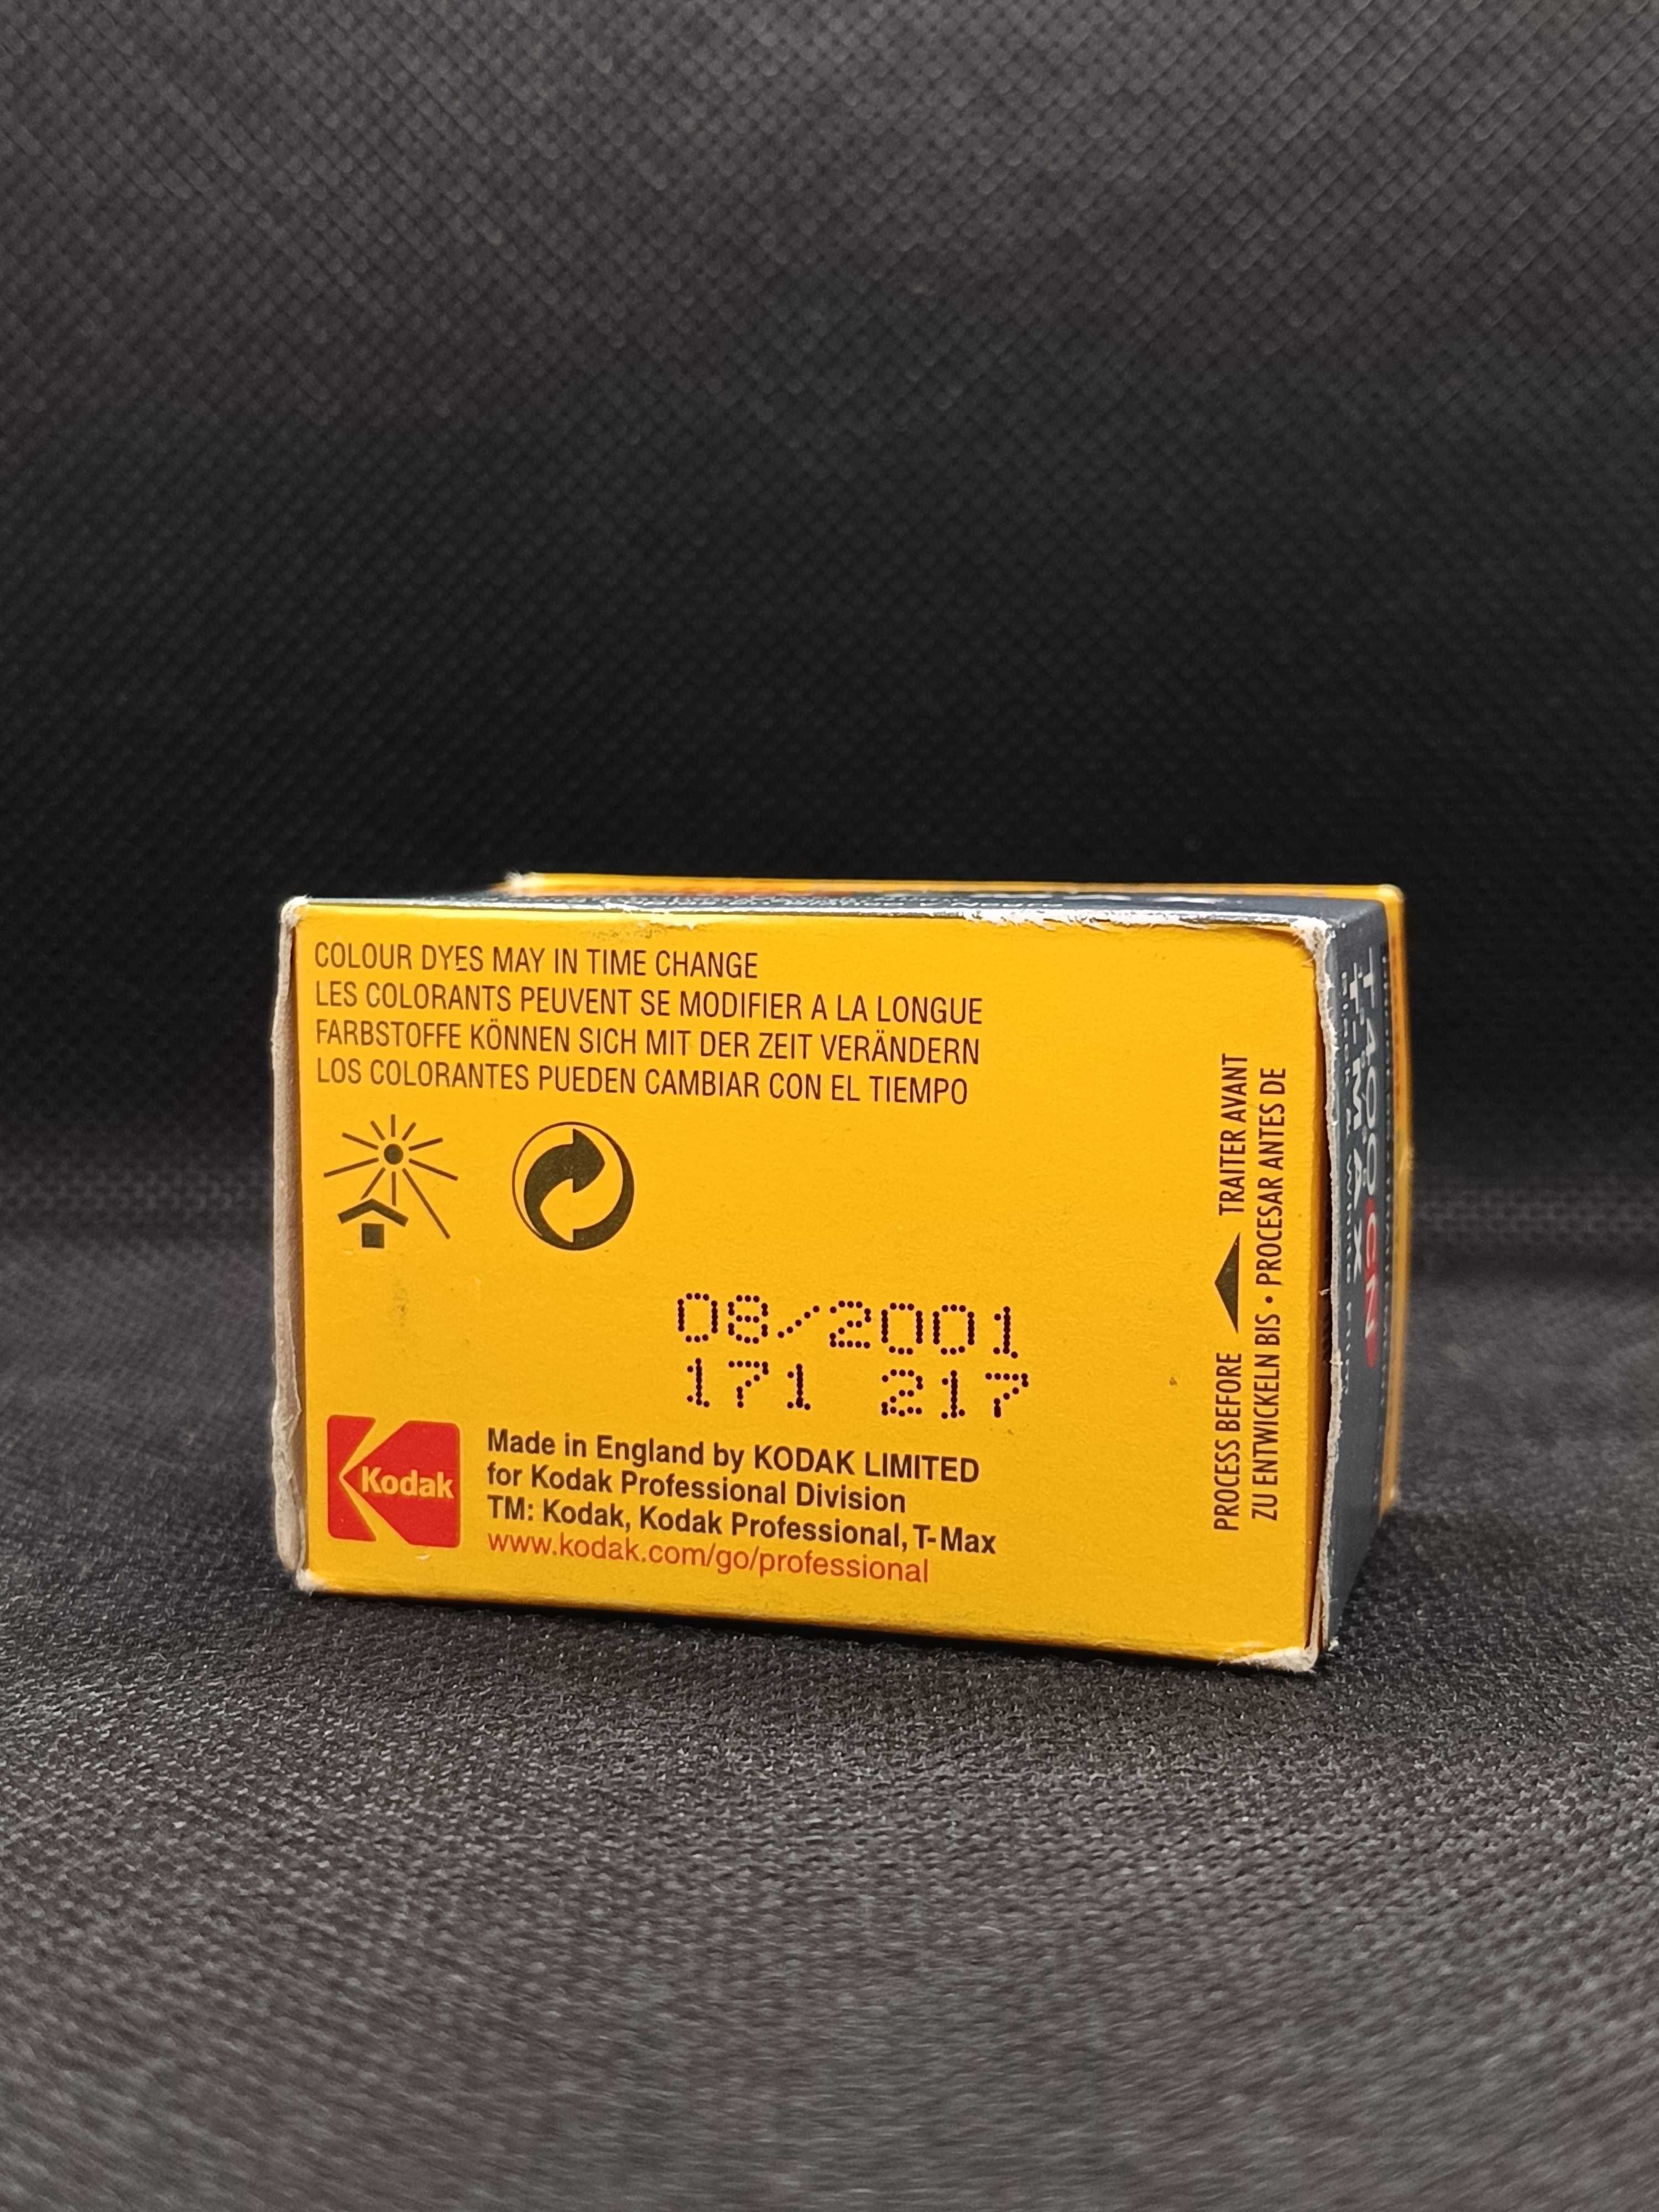 COLOUR DYES MAY IN TIME CHANGE
LES COLORANTS PEUVENT SE MODIFIER A LA LONGUE
FARBSTOFFE KÖNNEN SICH MIT DER ZEIT VERÄNDERN
LOS COLORANTES PUEDEN CAMBIAR CON EL TIEMPO
08/2001
171 217
Kodak
Made in England by KODAK LIMITED
for Kodak Professional Division
TM: Kodak, Kodak Professional, T-Max
www.kodak.com/go/professional
PROCESS BEFORE ◀ TRAITER AVANT
ZU ENTWICKELN BIS • PROCESAR ANTES DE
T400 CN
T-MAX